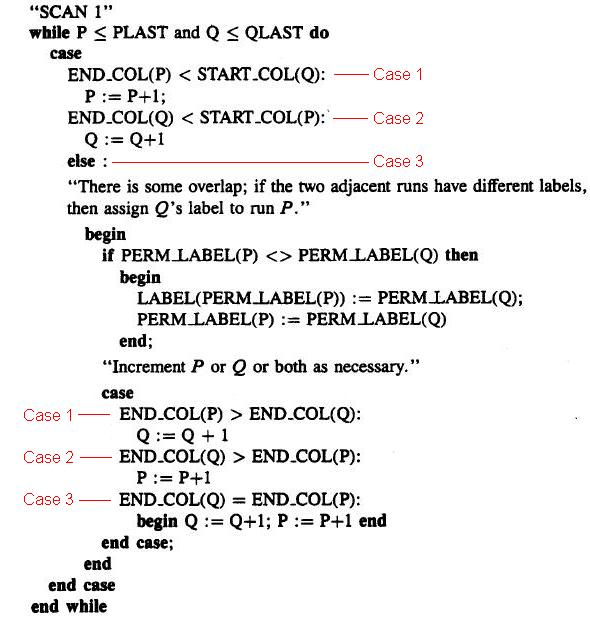 “SCAN 1”
while P ≤ PLAST and Q ≤ QLAST do
case
END_COL(P) < START_COL(Q): Case 1
P := P+1;
END_COL(Q) < START_COL(P): Case 2
Q := Q+1
else : Case 3
“There is some overlap; if the two adjacent runs have different labels,
then assign Q’s label to run P.”
begin
if PERM_LABEL(P) <> PERM_LABEL(Q) then
begin
LABEL(PERM_LABEL(P)) := PERM_LABEL(Q);
PERM_LABEL(P) := PERM_LABEL(Q)
end;
“Increment P or Q or both as necessary.”
case
Case 1 END_COL(P) > END_COL(Q):
Q := Q + 1
Case 2 END_COL(Q) > END_COL(P):
P := P+1
Case 3 END_COL(Q) = END_COL(P):
begin Q := Q+1; P := P+1 end
end case;
end
end case
end while